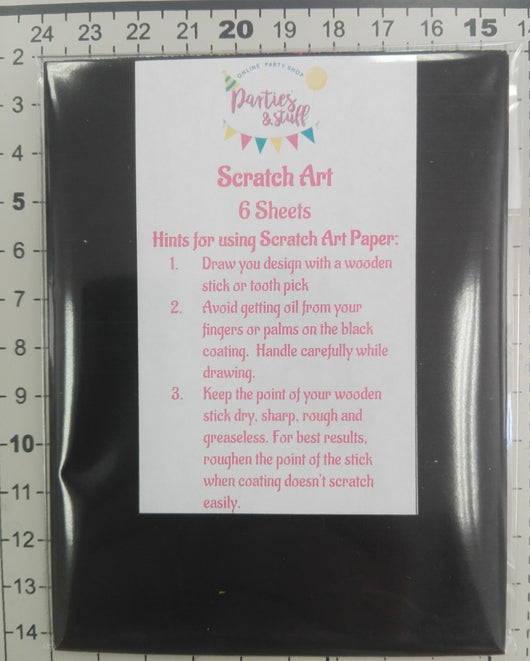 24 23 22 21 20 19 18 17 16 15
2
3
4
5
6
7
8
9
10
11
12
13
14
ONLINE PARTY SHOP
Parties
& Stuff
Scratch Art
6 Sheets
Hints for using Scratch Art Paper:
1. Draw you design with a wooden
stick or tooth pick
2. Avoid getting oil from your
fingers or palms on the black
coating. Handle carefully while
drawing.
3. Keep the point of your wooden
stick dry, sharp, rough and
greaseless. For best results,
roughen the point of the stick
when coating doesn't scratch
easily.